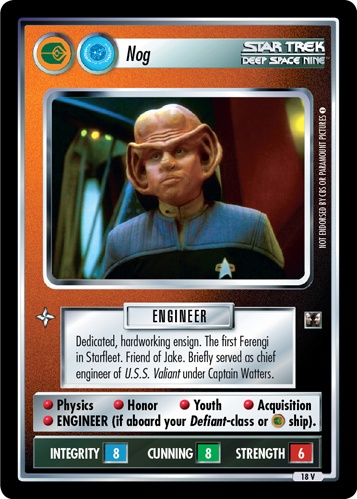 Nog
STAR TREK
DEEP SPACE NINE
NOT ENDORSED BY CBS OR PARAMOUNT PICTURES
ENGINEER
Dedicated, hardworking ensign. The first Ferengi
in Starfleet. Friend of Jake. Briefly served as chief
engineer of U.S.S. Valiant under Captain Watters.
Physics Honor Youth Acquisition
ENGINEER (if aboard your Defiant-class or ship).
INTEGRITY 8 CUNNING 8 STRENGTH 6
18 V